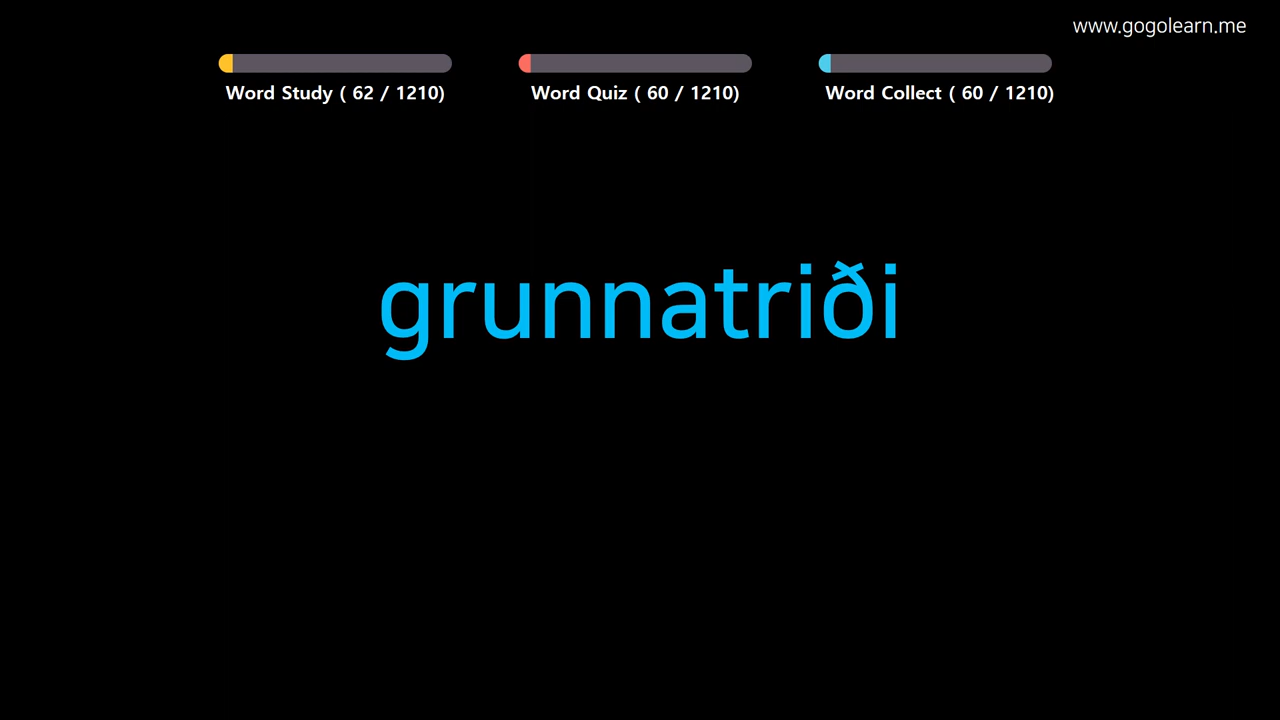 www.gogolearn.me
Word Study ( 62 / 1210)
Word Quiz ( 60 / 1210)
Word Collect ( 60 / 1210)
grunnatriði